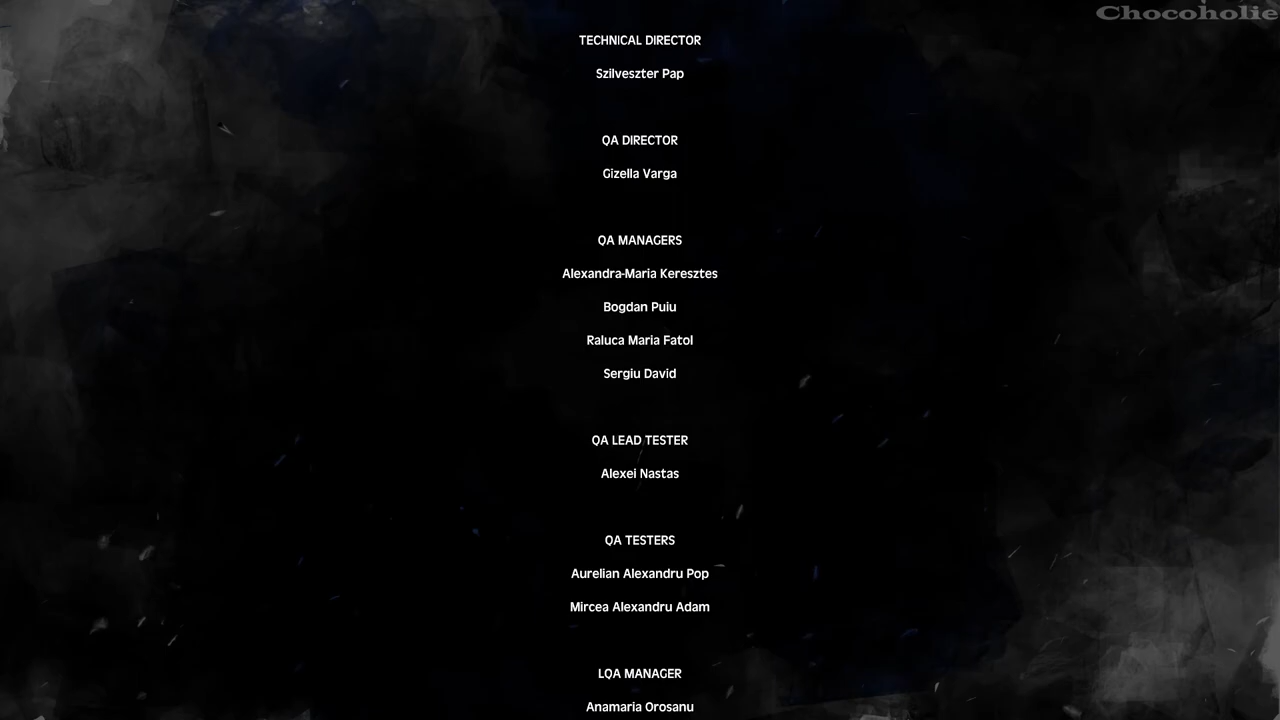 Chocoholie
TECHNICAL DIRECTOR
Szilveszter Pap
QA DIRECTOR
Gizella Varga
QA MANAGERS
Alexandra-Maria Keresztes
Bogdan Puiu
Raluca Maria Fatol
Sergiu David
QA LEAD TESTER
Alexei Nastas
QA TESTERS
Aurelian Alexandru Pop
Mircea Alexandru Adam
LQA MANAGER
Anamaria Orosanu